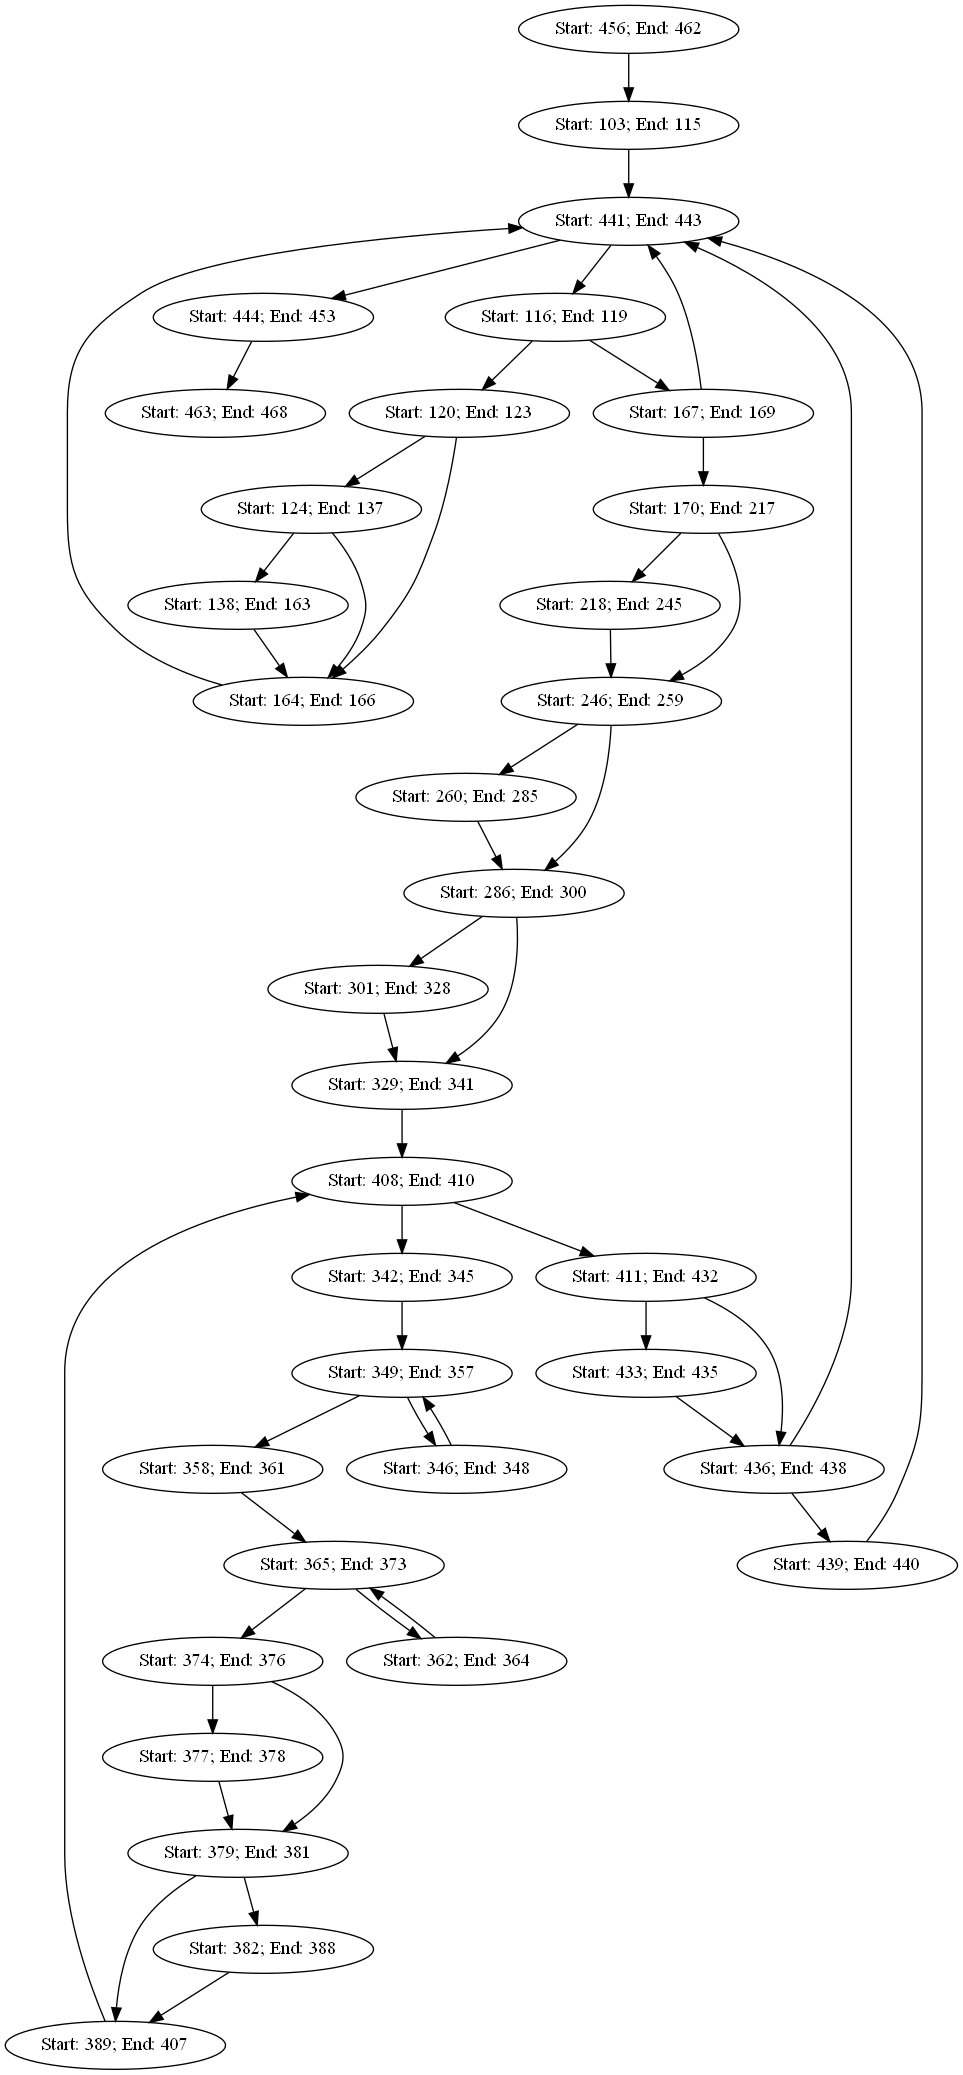 Start: 456; End: 462
Start: 103; End: 115
Start: 441; End: 443
Start: 444; End: 453
Start: 116; End: 119
Start: 463; End: 468
Start: 120; End: 123
Start: 167; End: 169
Start: 124; End: 137
Start: 170; End: 217
Start: 138; End: 163
Start: 218; End: 245
Start: 164; End: 166
Start: 246; End: 259
Start: 260; End: 285
Start: 286; End: 300
Start: 301; End: 328
Start: 329; End: 341
Start: 408; End: 410
Start: 342; End: 345
Start: 411; End: 432
Start: 349; End: 357
Start: 433; End: 435
Start: 358; End: 361
Start: 346; End: 348
Start: 436; End: 438
Start: 365; End: 373
Start: 439; End: 440
Start: 374; End: 376
Start: 362; End: 364
Start: 377; End: 378
Start: 379; End: 381
Start: 382; End: 388
Start: 389; End: 407